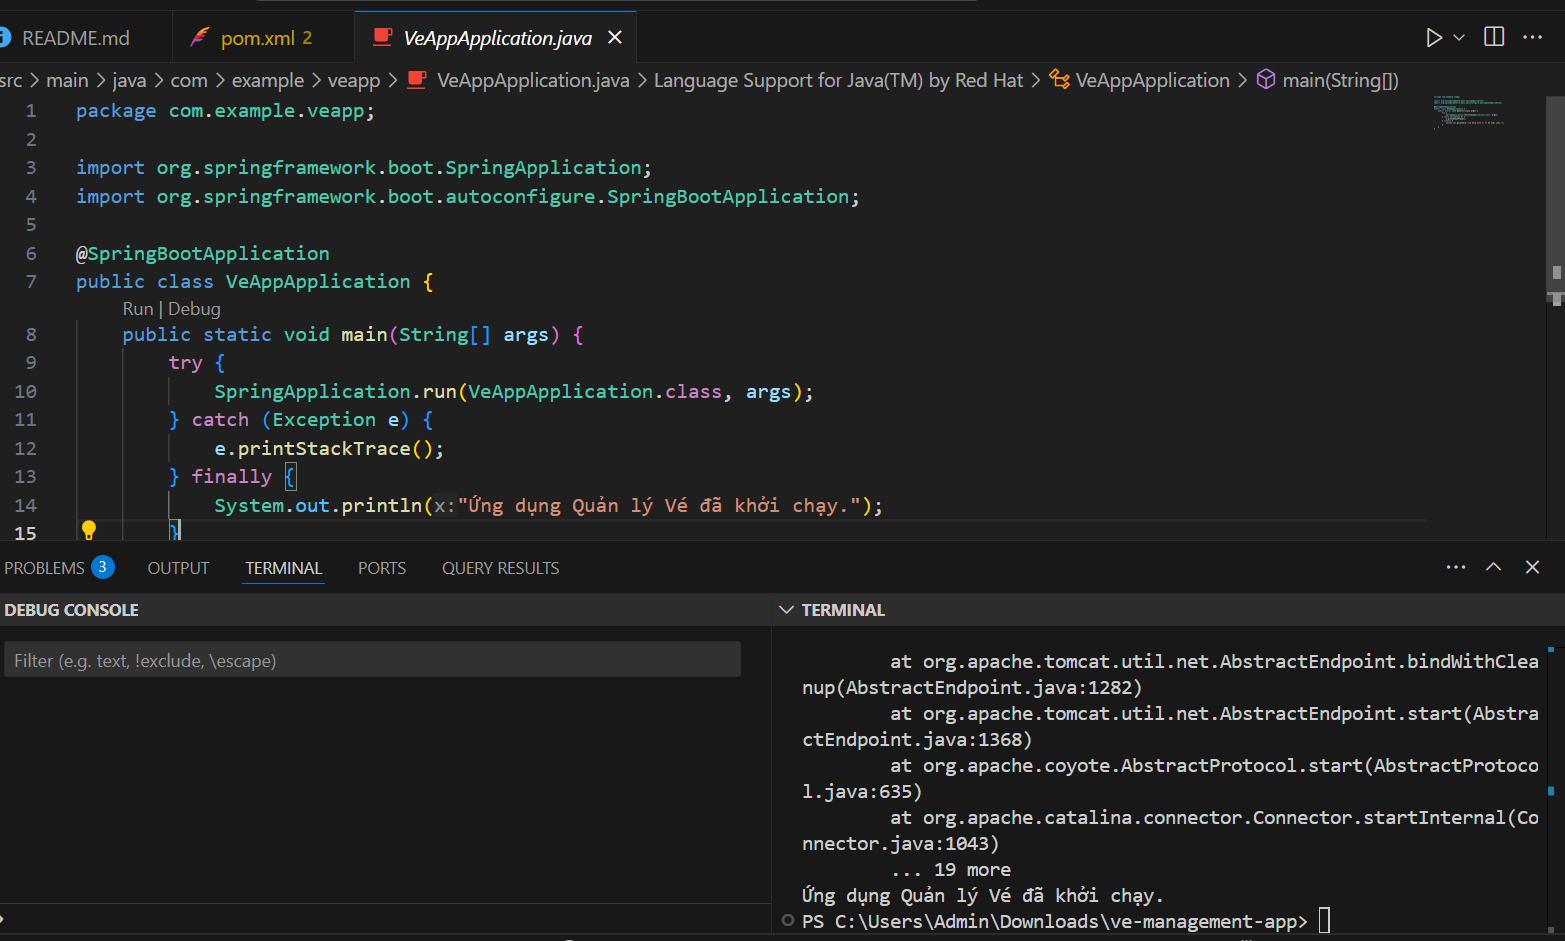 README.md pom.xml 2 VeAppApplication.java
src > main > java > com > example > veapp > VeAppApplication.java > Language Support for Java(TM) by Red Hat > VeAppApplication > main(String[])
1 package com.example.veapp;
2
3 import org.springframework.boot.SpringApplication;
4 import org.springframework.boot.autoconfigure.SpringBootApplication;
5
6 @SpringBootApplication
7 public class VeAppApplication {
Run | Debug
8 public static void main(String[] args) {
9 try {
10 SpringApplication.run(VeAppApplication.class, args);
11 } catch (Exception e) {
12 e.printStackTrace();
13 } finally {
14 System.out.println(x:"Ứng dụng Quản lý Vé đã khởi chạy.");
15 }
PROBLEMS 3 OUTPUT TERMINAL PORTS QUERY RESULTS
DEBUG CONSOLE
Filter (e.g. text, !exclude, \escape)
TERMINAL
at org.apache.tomcat.util.net.AbstractEndpoint.bindWithClea
nup(AbstractEndpoint.java:1282)
at org.apache.tomcat.util.net.AbstractEndpoint.start(Abstra
ctEndpoint.java:1368)
at org.apache.coyote.AbstractProtocol.start(AbstractProtoco
l.java:635)
at org.apache.catalina.connector.Connector.startInternal(Co
nnector.java:1043)
... 19 more
Ứng dụng Quản lý Vé đã khởi chạy.
PS C:\Users\Admin\Downloads\ve-management-app>